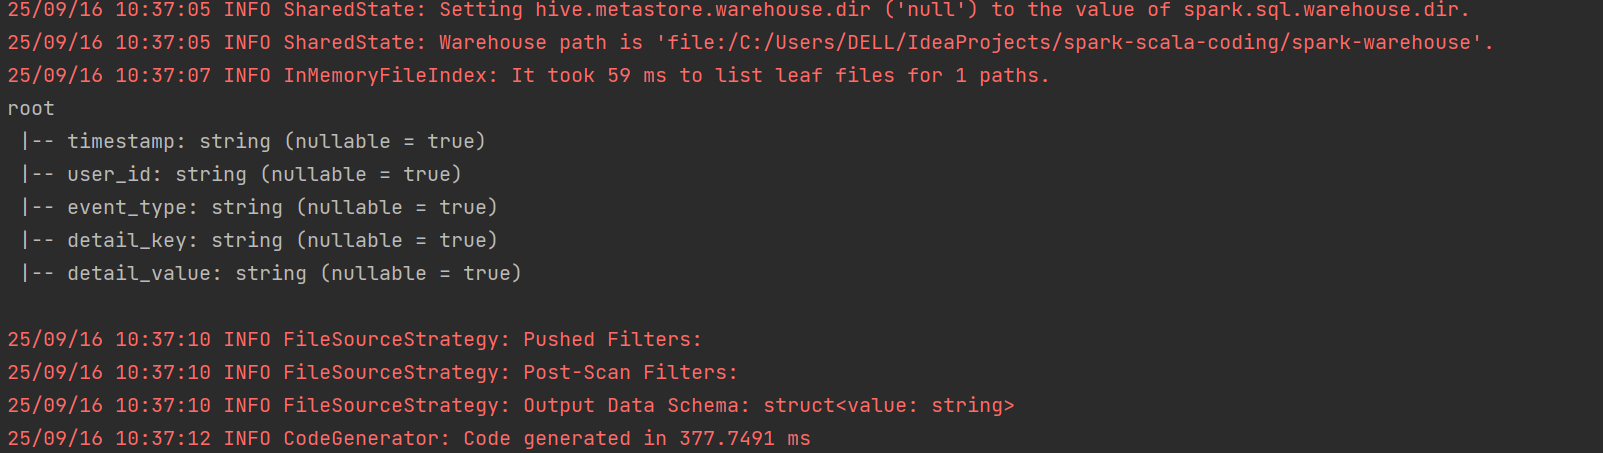 25/09/16 10:37:05 INFO SharedState: Setting hive.metastore.warehouse.dir ('null') to the value of spark.sql.warehouse.dir.
25/09/16 10:37:05 INFO SharedState: Warehouse path is 'file:/C:/Users/DELL/IdeaProjects/spark-scala-coding/spark-warehouse'.
25/09/16 10:37:07 INFO InMemoryFileIndex: It took 59 ms to list leaf files for 1 paths.
root
 |-- timestamp: string (nullable = true)
 |-- user_id: string (nullable = true)
 |-- event_type: string (nullable = true)
 |-- detail_key: string (nullable = true)
 |-- detail_value: string (nullable = true)
25/09/16 10:37:10 INFO FileSourceStrategy: Pushed Filters:
25/09/16 10:37:10 INFO FileSourceStrategy: Post-Scan Filters:
25/09/16 10:37:10 INFO FileSourceStrategy: Output Data Schema: struct<value: string>
25/09/16 10:37:12 INFO CodeGenerator: Code generated in 377.7491 ms